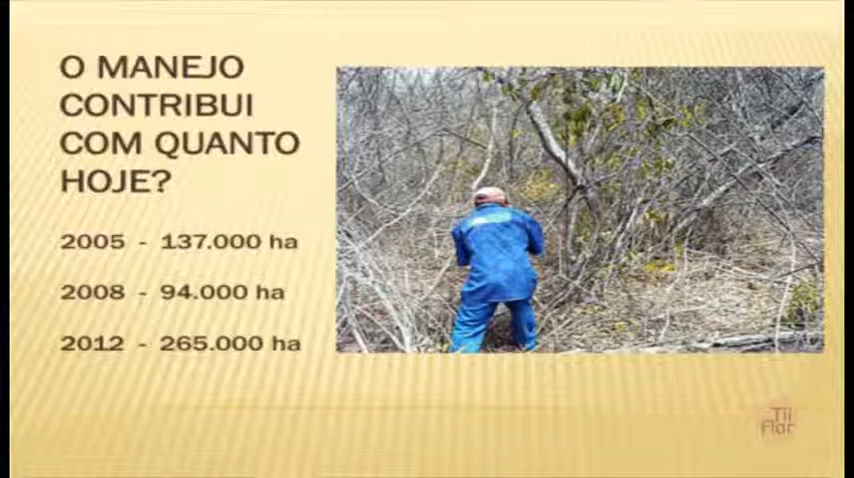 O MANEJO
CONTRIBUI
COM QUANTO
HOJE?
2005 - 137.000 ha
2008 - 94.000 ha
2012 - 265.000 ha
Tii
Flor